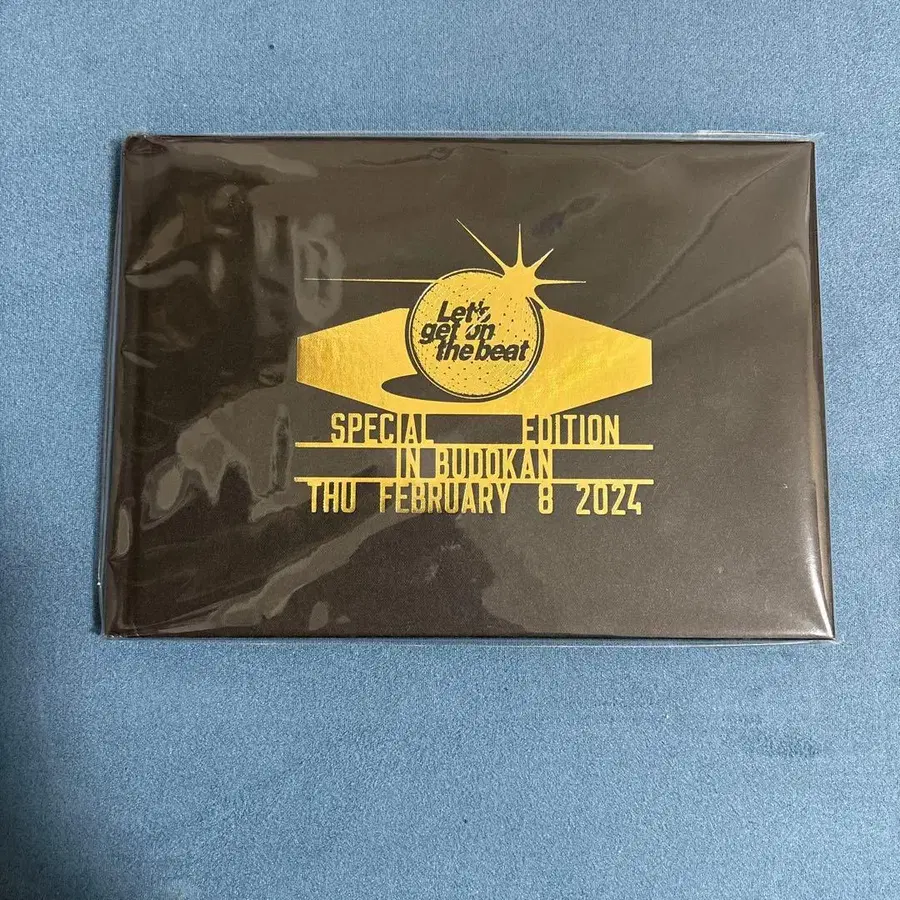 Let's
get on
the beat
SPECIAL EDITION
IN BUDOKAN
THU FEBRUARY 8 2024